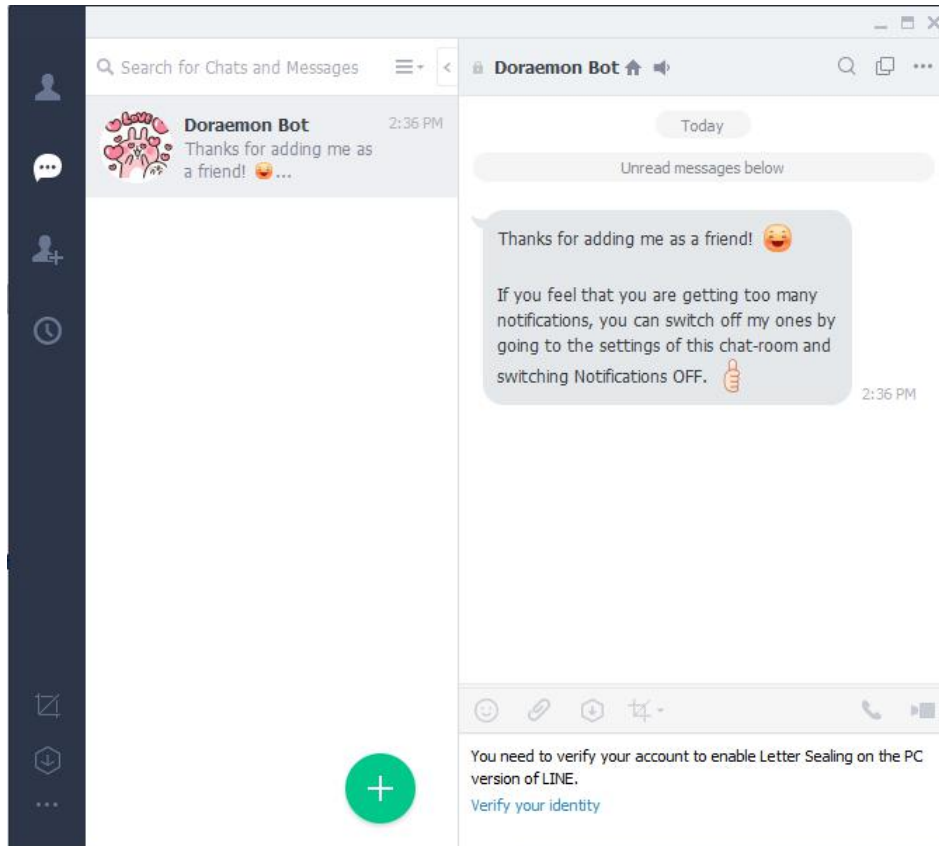 Search for Chats and Messages
Doraemon Bot
2:36 PM
Thanks for adding me as
a friend! 😆...
Doraemon Bot
Today
Unread messages below
Thanks for adding me as a friend! 😆
If you feel that you are getting too many
notifications, you can switch off my ones by
going to the settings of this chat-room and
switching Notifications OFF. 👍
2:36 PM
You need to verify your account to enable Letter Sealing on the PC
version of LINE.
Verify your identity